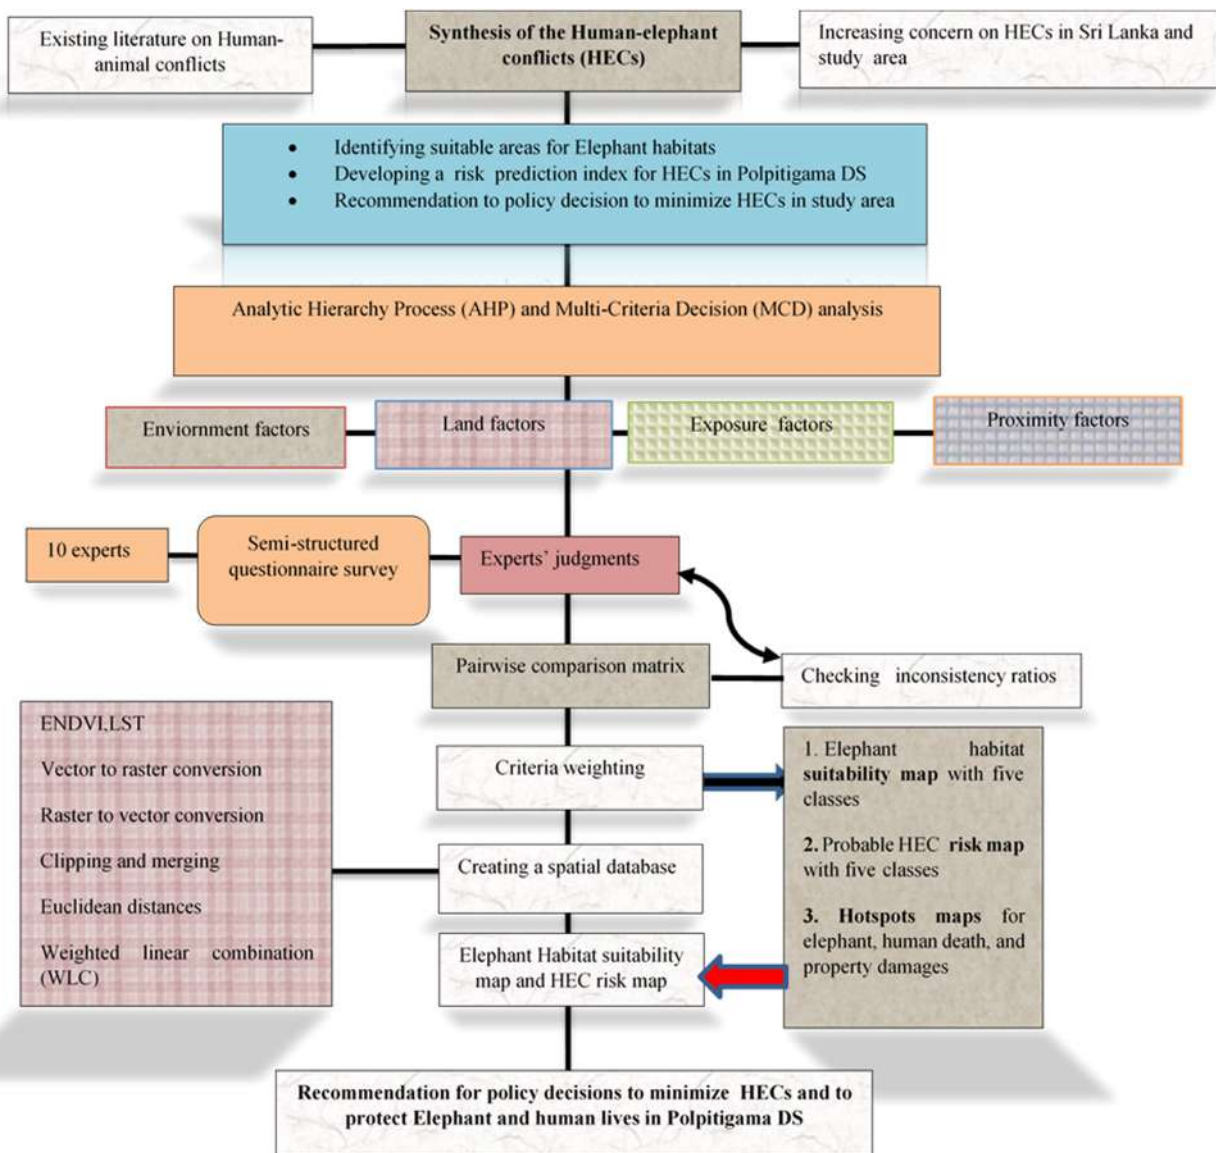 Existing literature on Human-
animal conflicts
Synthesis of the Human-elephant
conflicts (HECs)
Increasing concern on HECs in Sri Lanka and
study area
• Identifying suitable areas for Elephant habitats
• Developing a risk prediction index for HECs in Polpitigama DS
• Recommendation to policy decision to minimize HECs in study area
Analytic Hierarchy Process (AHP) and Multi-Criteria Decision (MCD) analysis
Enviornment factors
Land factors
Exposure factors
Proximity factors
10 experts
Semi-structured
questionnaire survey
Experts’ judgments
Pairwise comparison matrix
Checking inconsistency ratios
ENDVI,LST
Vector to raster conversion
Raster to vector conversion
Clipping and merging
Euclidean distances
Weighted linear combination
(WLC)
Criteria weighting
Creating a spatial database
Elephant Habitat suitability
map and HEC risk map
1. Elephant habitat
suitability map with five
classes
2. Probable HEC risk map
with five classes
3. Hotspots maps for
elephant, human death, and
property damages
Recommendation for policy decisions to minimize HECs and to
protect Elephant and human lives in Polpitigama DS